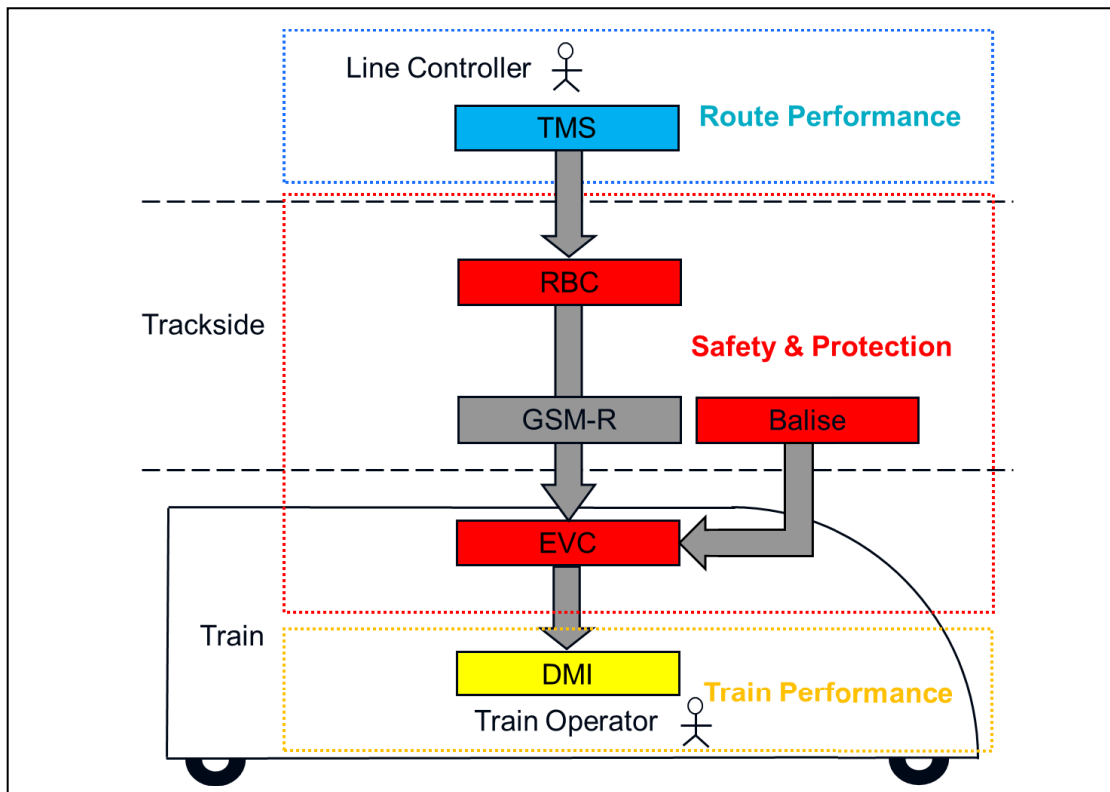 Line Controller
TMS
Route Performance
RBC
Trackside
Safety & Protection
GSM-R
Balise
EVC
Train
DMI
Train Performance
Train Operator